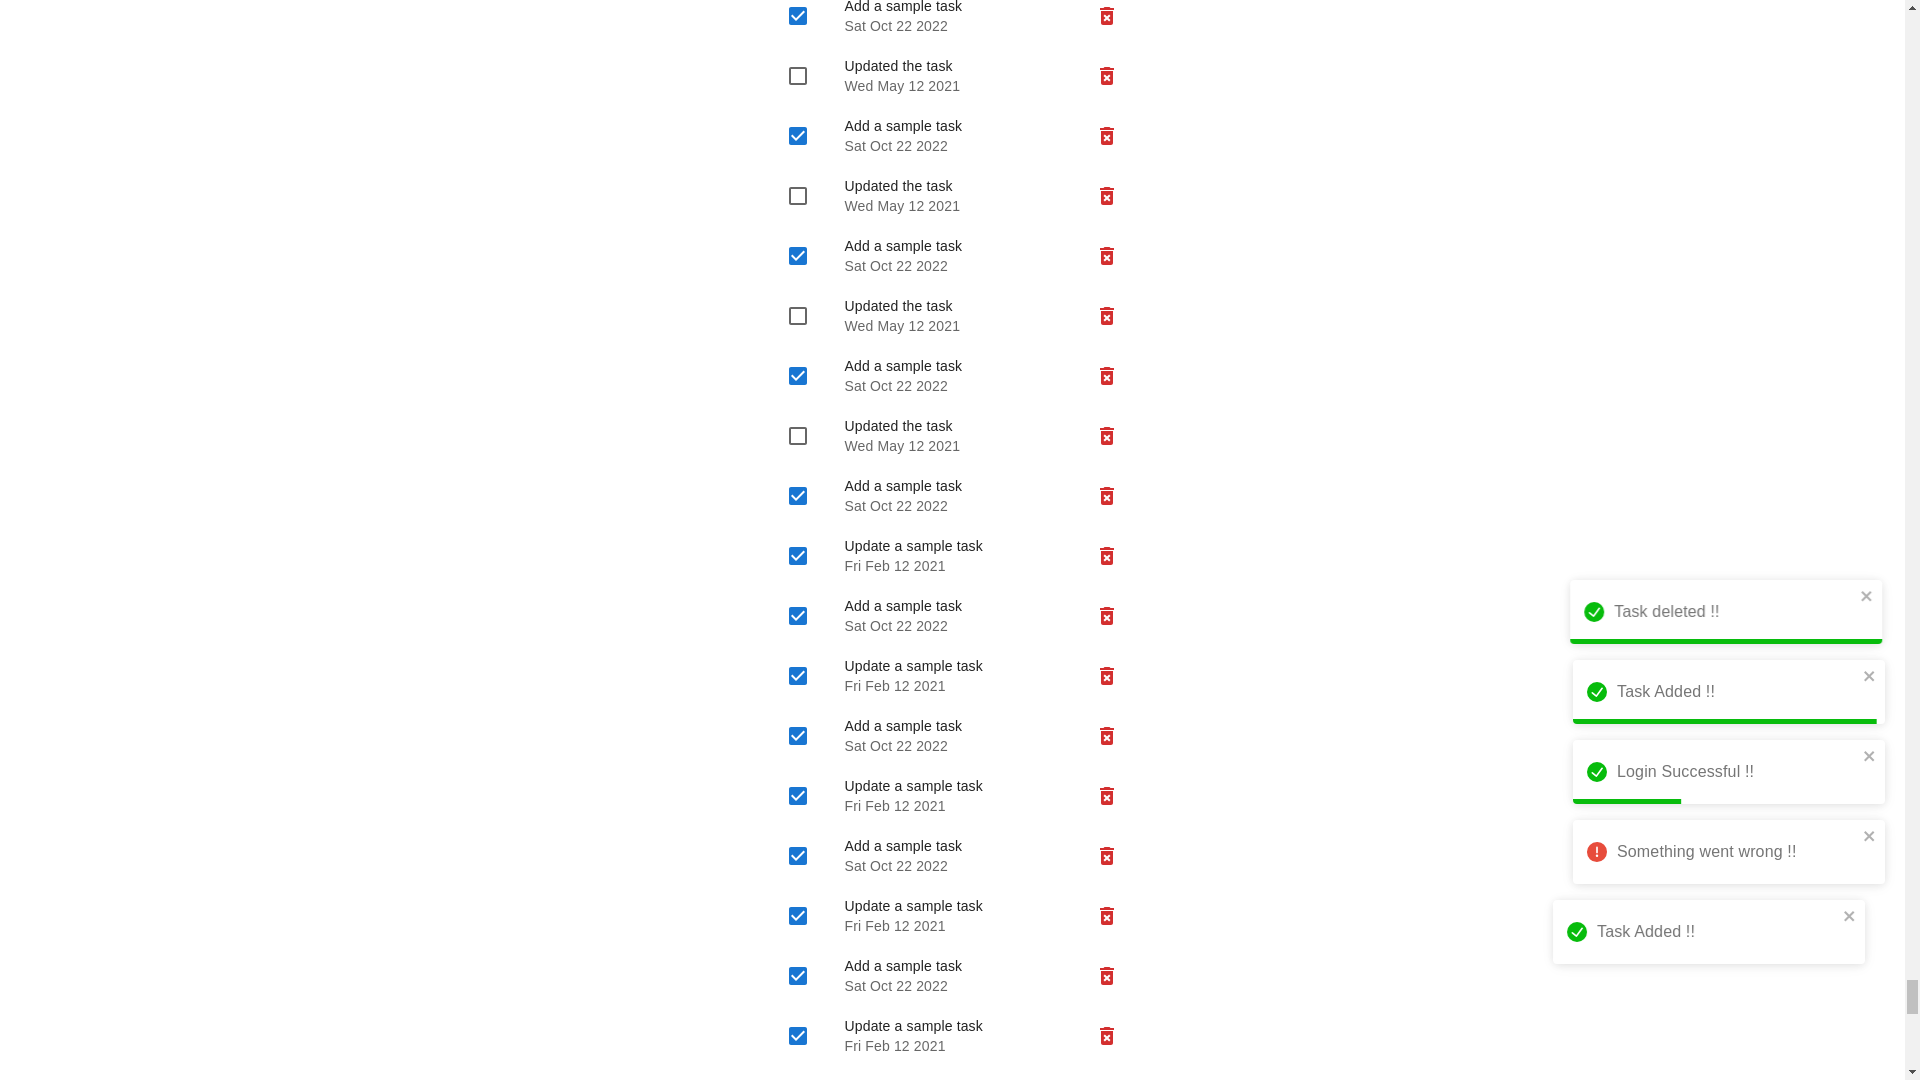 Add a sample task
Sat Oct 22 2022
Updated the task
Wed May 12 2021
Add a sample task
Sat Oct 22 2022
Updated the task
Wed May 12 2021
Add a sample task
Sat Oct 22 2022
Updated the task
Wed May 12 2021
Add a sample task
Sat Oct 22 2022
Updated the task
Wed May 12 2021
Add a sample task
Sat Oct 22 2022
Update a sample task
Fri Feb 12 2021
Add a sample task
Sat Oct 22 2022
Update a sample task
Fri Feb 12 2021
Add a sample task
Sat Oct 22 2022
Update a sample task
Fri Feb 12 2021
Add a sample task
Sat Oct 22 2022
Update a sample task
Fri Feb 12 2021
Add a sample task
Sat Oct 22 2022
Update a sample task
Fri Feb 12 2021
Task deleted !!
Task Added !!
Login Successful !!
Something went wrong !!
Task Added !!